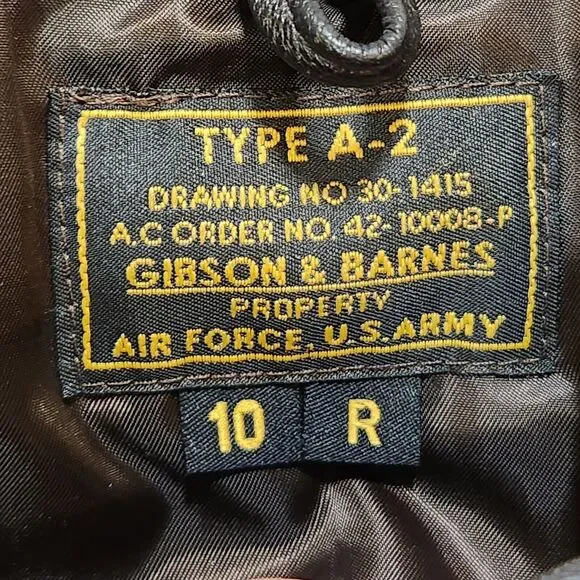 TYPE A-2
DRAWING NO 30-1415
A.C ORDER NO. 42-10008-P
GIBSON & BARNES
PROPERTY
AIR FORCE, U.S. ARMY
10 R